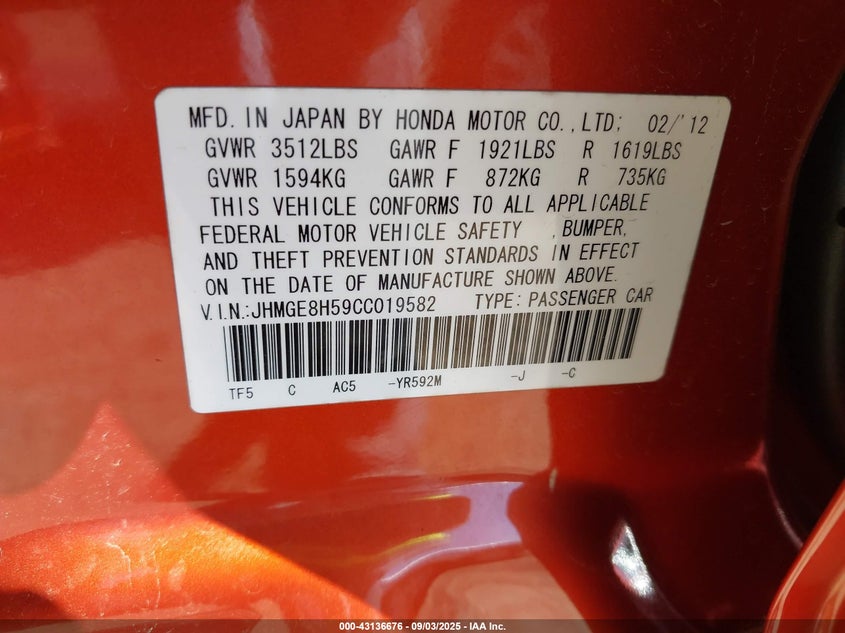 MFD. IN JAPAN BY HONDA MOTOR CO., LTD; 02/'12
GVWR 3512LBS GAWR F 1921LBS R 1619LBS
GVWR 1594KG GAWR F 872KG R 735KG
THIS VEHICLE CONFORMS TO ALL APPLICABLE
FEDERAL MOTOR VEHICLE SAFETY , BUMPER,
AND THEFT PREVENTION STANDARDS IN EFFECT
ON THE DATE OF MANUFACTURE SHOWN ABOVE.
V.I.N.:JHMGE8H59CC019582 TYPE: PASSENGER CAR
TF5 C AC5 -YR592M -J -C
000-43136676 - 09/03/2025 - IAA Inc.